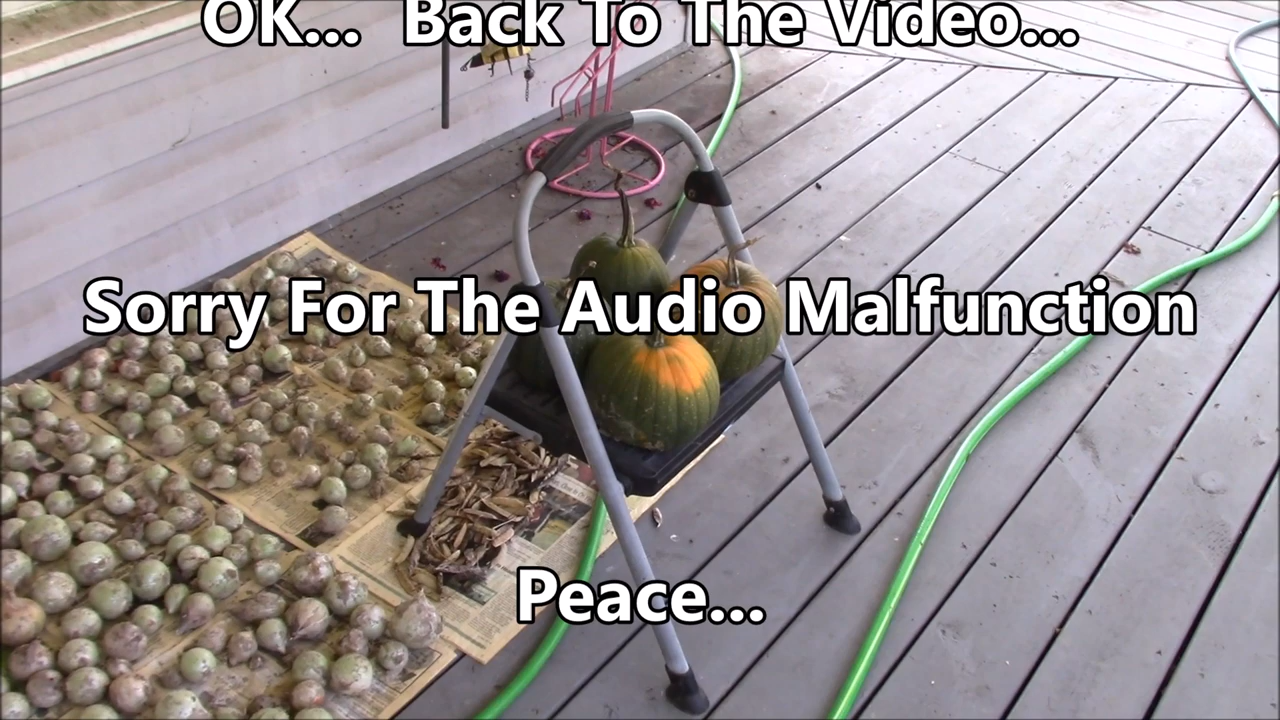 OK...  Back To The Video...
Sorry For The Audio Malfunction
Peace...